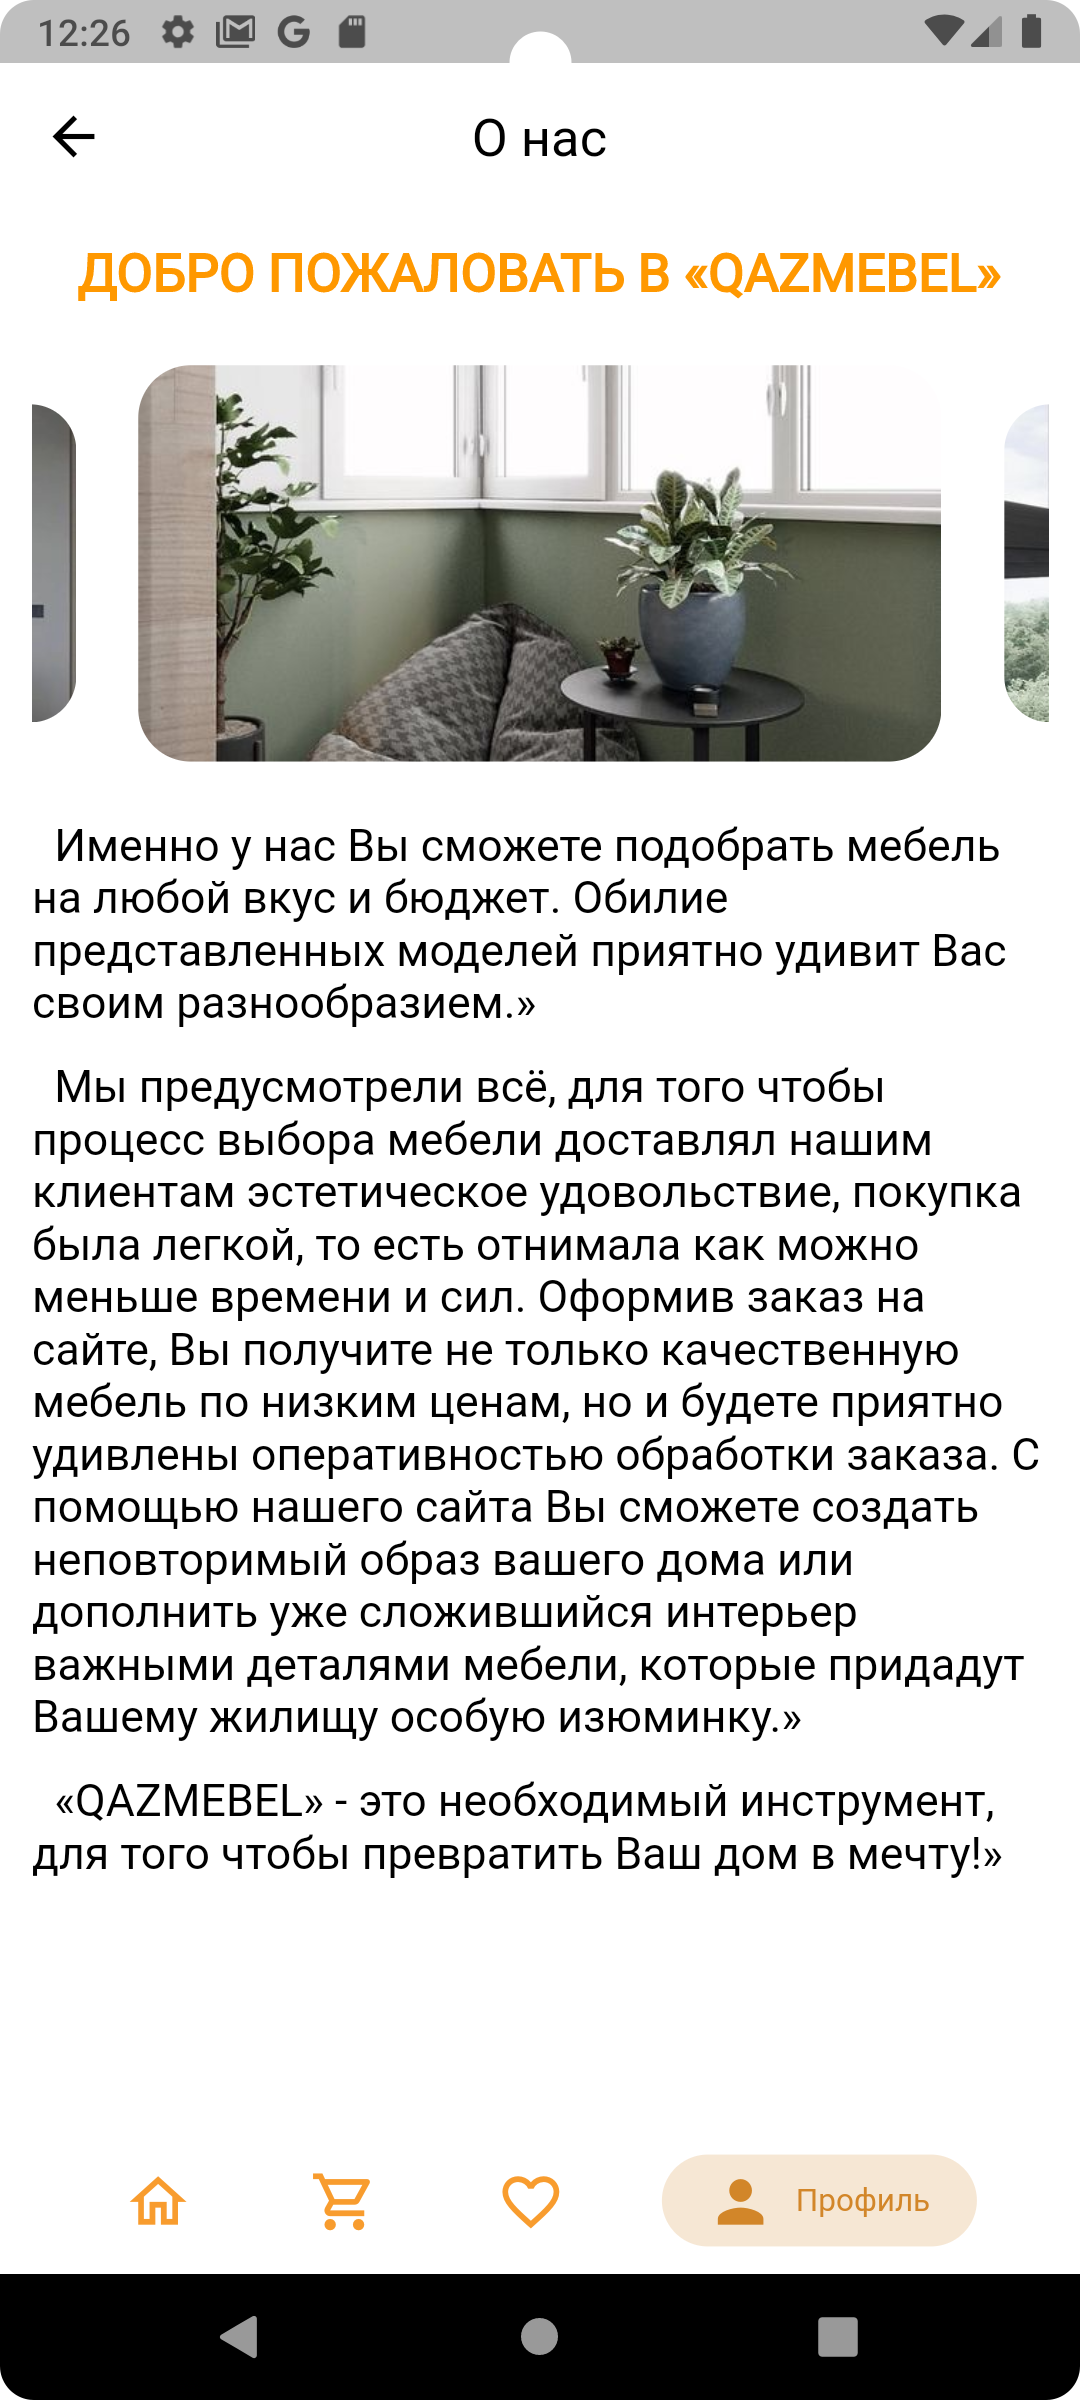 12:26
О нас
ДОБРО ПОЖАЛОВАТЬ В «QAZMEBEL»
Именно у нас Вы сможете подобрать мебель
на любой вкус и бюджет. Обилие
представленных моделей приятно удивит Вас
своим разнообразием.»
Мы предусмотрели всё, для того чтобы
процесс выбора мебели доставлял нашим
клиентам эстетическое удовольствие, покупка
была легкой, то есть отнимала как можно
меньше времени и сил. Оформив заказ на
сайте, Вы получите не только качественную
мебель по низким ценам, но и будете приятно
удивлены оперативностью обработки заказа. С
помощью нашего сайта Вы сможете создать
неповторимый образ вашего дома или
дополнить уже сложившийся интерьер
важными деталями мебели, которые придадут
Вашему жилищу особую изюминку.»
«QAZMEBEL» - это необходимый инструмент,
для того чтобы превратить Ваш дом в мечту!»
Профиль